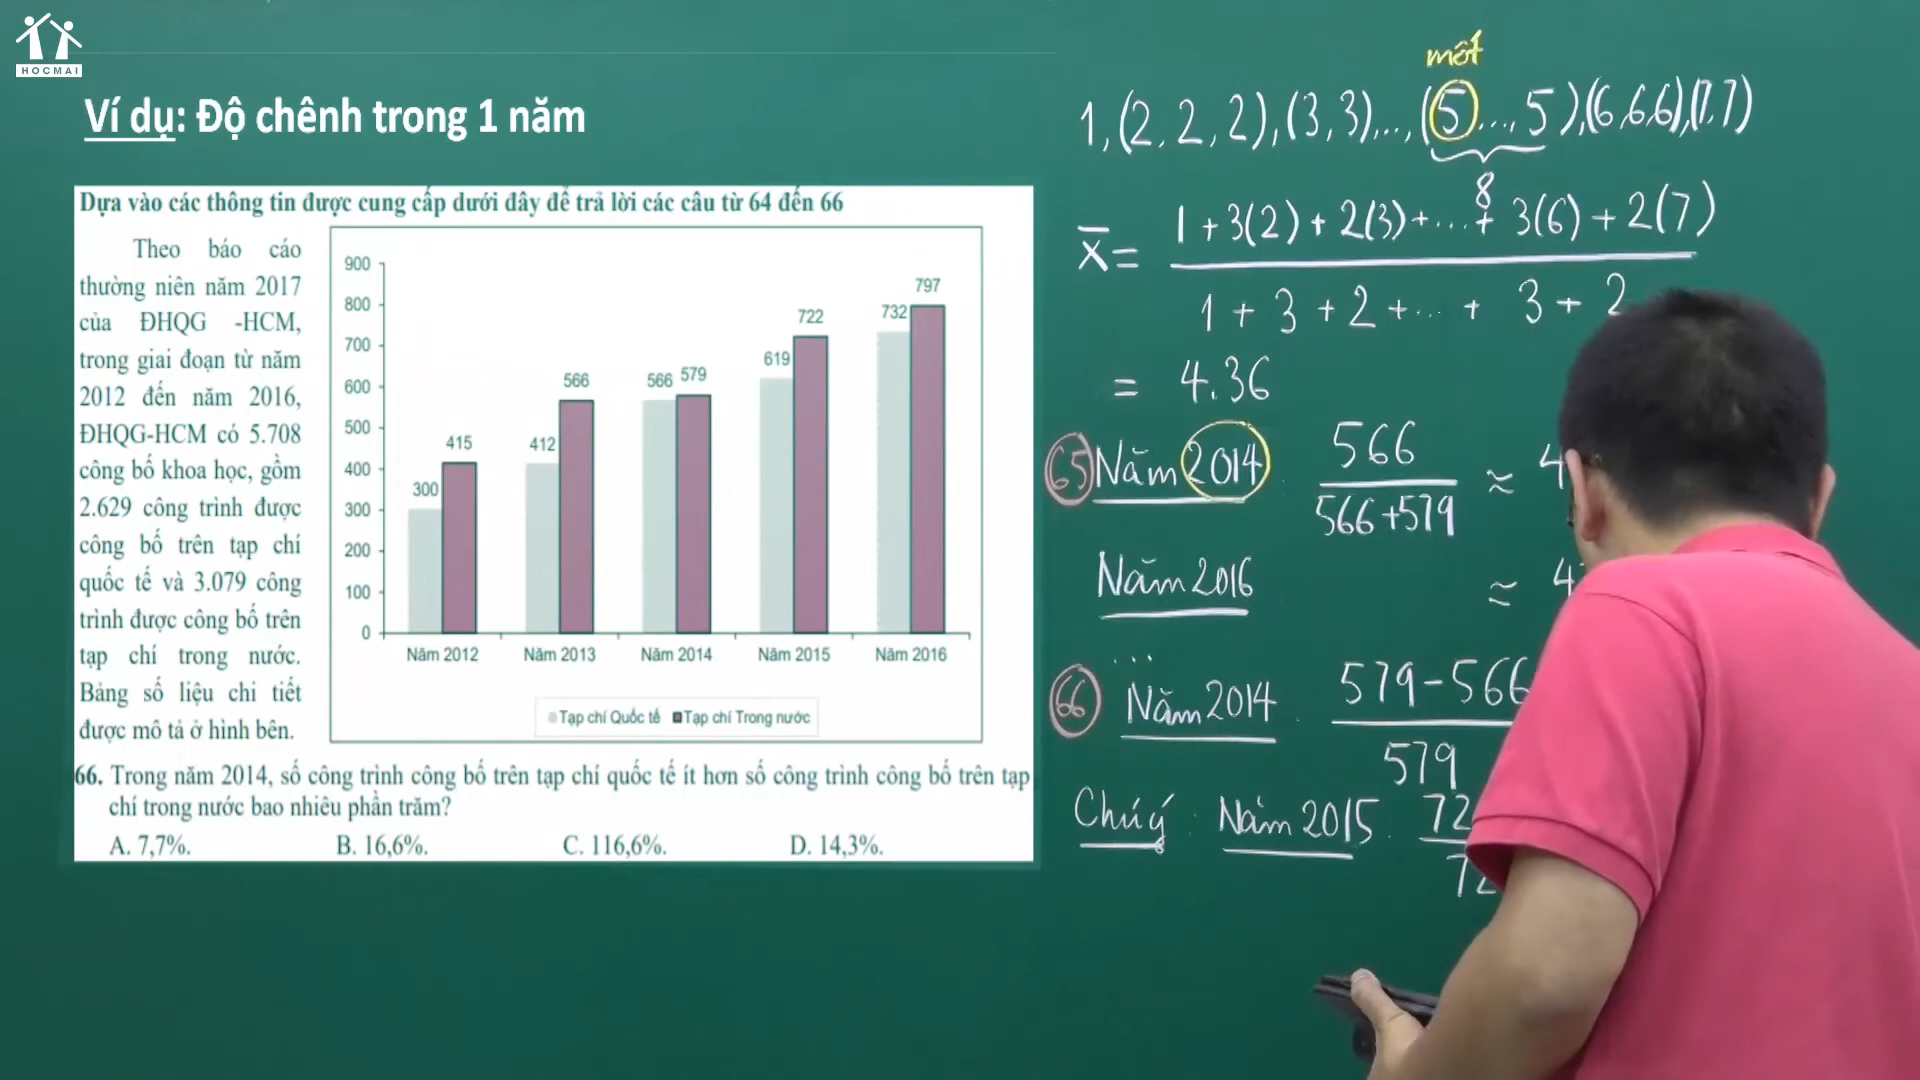 HOCMAI
Ví dụ: Độ chênh trong 1 năm
Dựa vào các thông tin được cung cấp dưới đây để trả lời các câu từ 64 đến 66
Theo báo cáo
thường niên năm 2017
của ĐHQG -HCM,
trong giai đoạn từ năm
2012 đến năm 2016,
ĐHQG-HCM có 5.708
công bố khoa học, gồm
2.629 công trình được
công bố trên tạp chí
quốc tế và 3.079 công
trình được công bố trên
tạp chí trong nước.
Bảng số liệu chi tiết
được mô tả ở hình bên.
900
800
700
600
500
400
300
200
100
0
300 415
412 566
566 579
619 722
732 797
Năm 2012 Năm 2013 Năm 2014 Năm 2015 Năm 2016
Tạp chí Quốc tế Tạp chí Trong nước
66. Trong năm 2014, số công trình công bố trên tạp chí quốc tế ít hơn số công trình công bố trên tạp
chí trong nước bao nhiêu phần trăm?
A. 7,7%. B. 16,6%. C. 116,6%. D. 14,3%.
mốt
1, (2, 2, 2), (3, 3), ..., (5 ..., 5), (6,6,6), (7,7)
8
1 + 3(2) + 2(3) + ... + 3(6) + 2(7)
x̄ =
1 + 3 + 2 + ... + 3 + 2
= 4.36
65 Năm 2014 566
566+579 ≈ 4
Năm 2016 ≈ 4
66 Năm 2014. 579-566
579
Chú ý: Năm 2015. 72
72